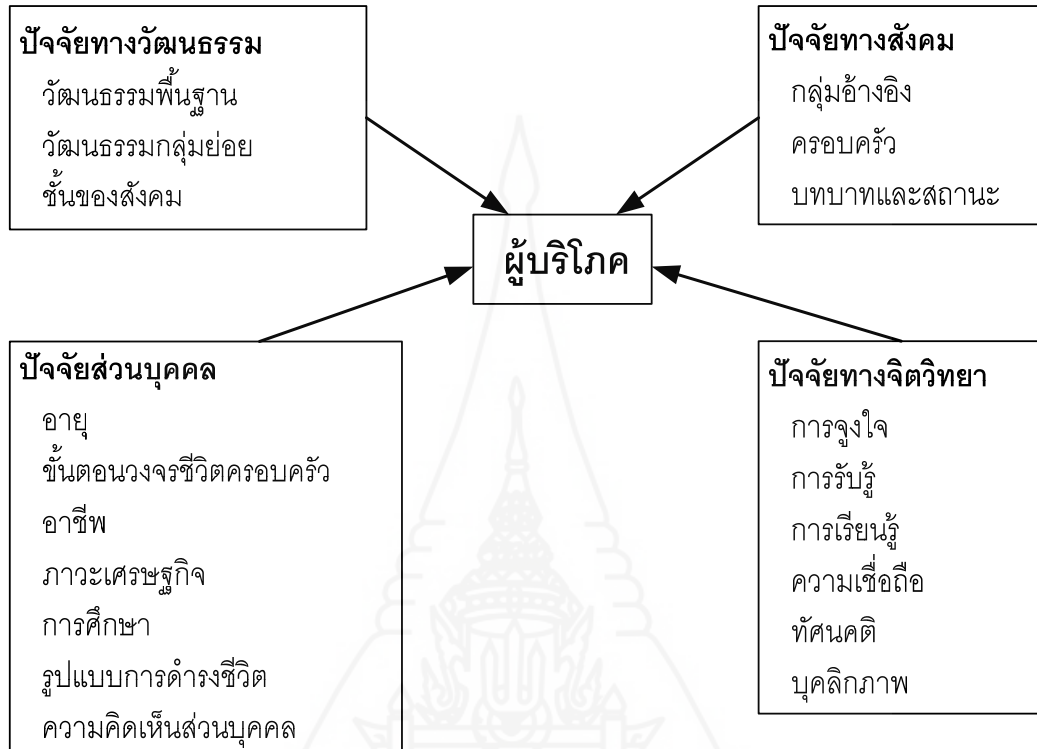 ปัจจัยทางวัฒนธรรม
วัฒนธรรมพื้นฐาน
วัฒนธรรมกลุ่มย่อย
ชั้นของสังคม
ปัจจัยทางสังคม
กลุ่มอ้างอิง
ครอบครัว
บทบาทและสถานะ
ผู้บริโภค
ปัจจัยส่วนบุคคล
อายุ
ขั้นตอนวงจรชีวิตครอบครัว
อาชีพ
ภาวะเศรษฐกิจ
การศึกษา
รูปแบบการดำรงชีวิต
ความคิดเห็นส่วนบุคคล
ปัจจัยทางจิตวิทยา
การจูงใจ
การรับรู้
การเรียนรู้
ความเชื่อถือ
ทัศนคติ
บุคลิกภาพ